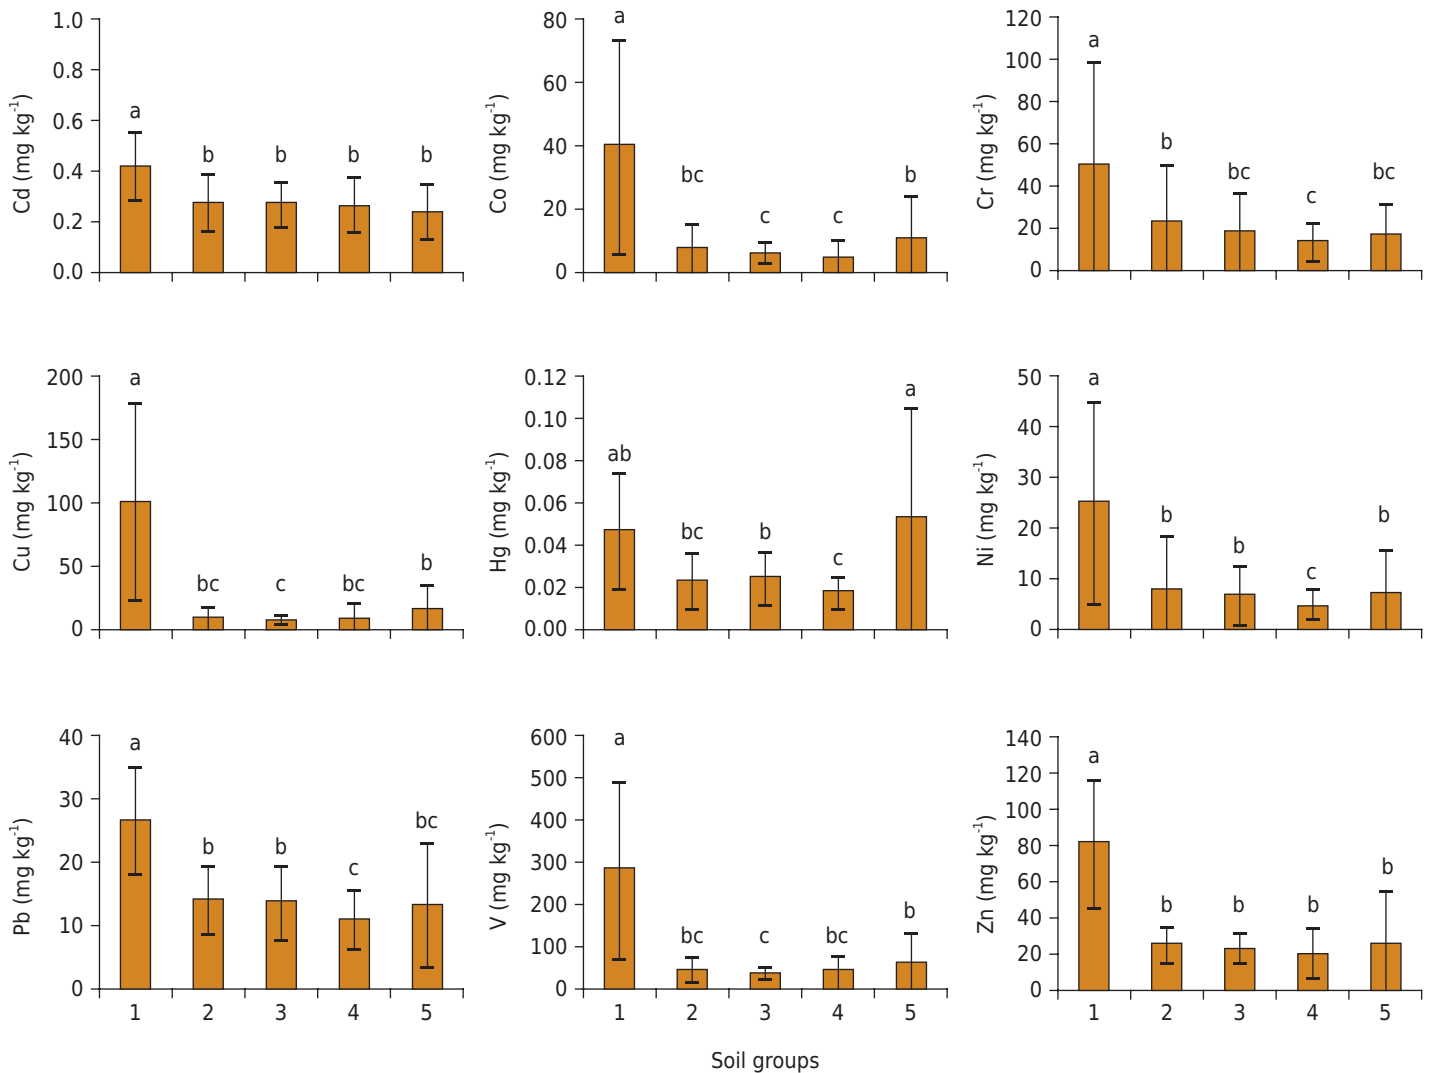 Cd (mg kg-1)
1.0
0.8
0.6
0.4
0.2
0.0
a
b
b
b
b
Co (mg kg-1)
80
60
40
20
0
a
bc
c
c
b
Cr (mg kg-1)
120
100
80
60
40
20
0
a
b
bc
c
bc
Cu (mg kg-1)
200
150
100
50
0
a
bc
c
bc
b
Hg (mg kg-1)
0.12
0.10
0.08
0.06
0.04
0.02
0.00
ab
bc
b
c
a
Ni (mg kg-1)
50
40
30
20
10
0
a
b
b
c
b
Pb (mg kg-1)
40
30
20
10
0
a
b
b
c
bc
1 2 3 4 5
V (mg kg-1)
600
500
400
300
200
100
0
a
bc
c
bc
b
1 2 3 4 5
Zn (mg kg-1)
140
120
100
80
60
40
20
0
a
b
b
b
b
1 2 3 4 5
Soil groups